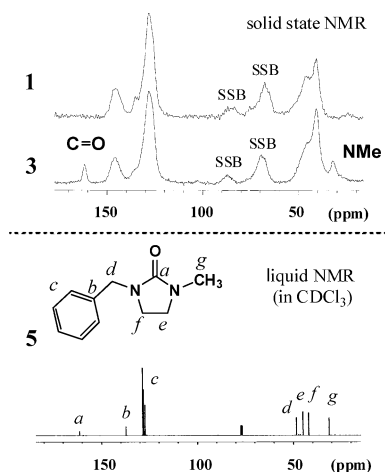 solid state NMR
1
SSB SSB
C=O
3
SSB SSB
NMe
150 100 50 (ppm)
O
a
d
g
c
b
N N CH3
f e
5
liquid NMR
(in CDCl3)
a b c d e f g
150 100 50 (ppm)